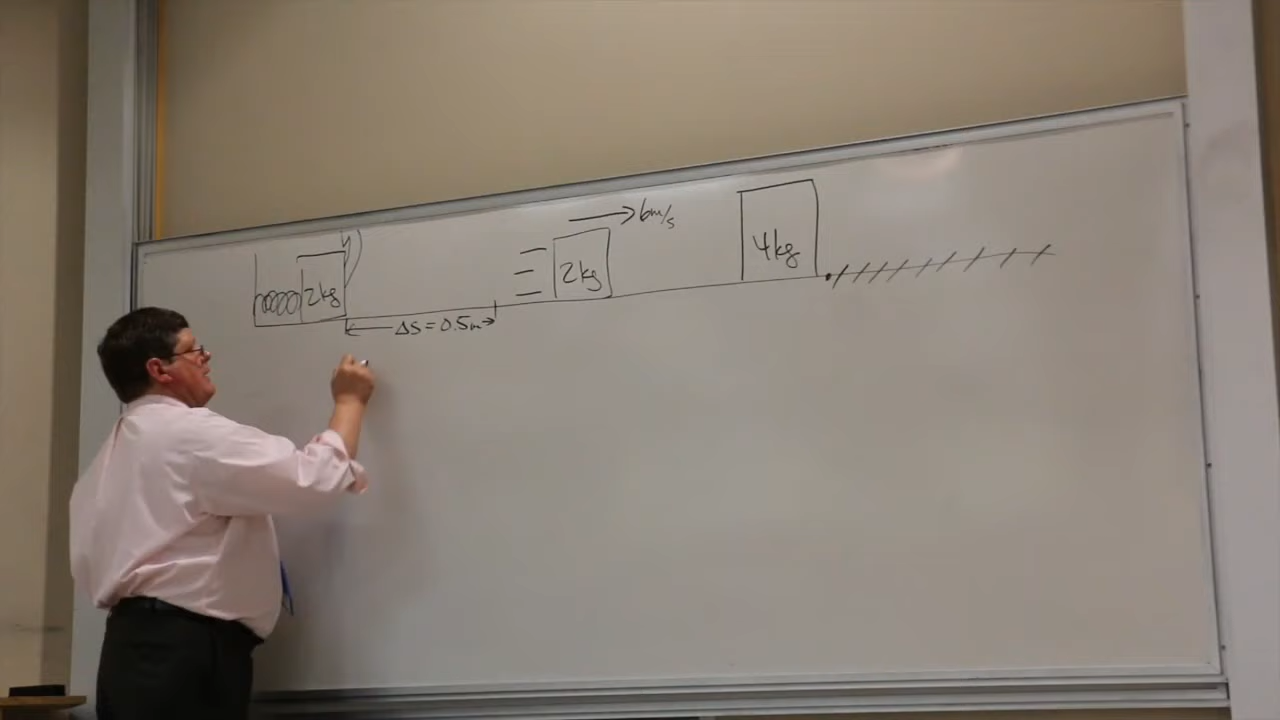 2kg
ΔS = 0.5m
2kg
6m/s
4kg